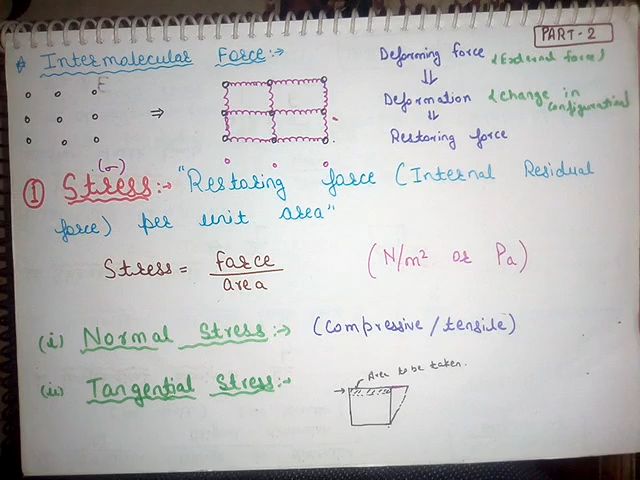 PART-2
Intermolecular Force:→
Deforming force (External force)
⇓
Deformation (Change in configuration)
⇓
Restoring force
⇒
(σ)
① Stress:→ "Restoring force (Internal Residual
force) per unit area"
Stress = force/area (N/m² or Pa)
(i) Normal Stress:→ (Compressive/tensile)
(ii) Tangential Stress:→
Area to be taken.